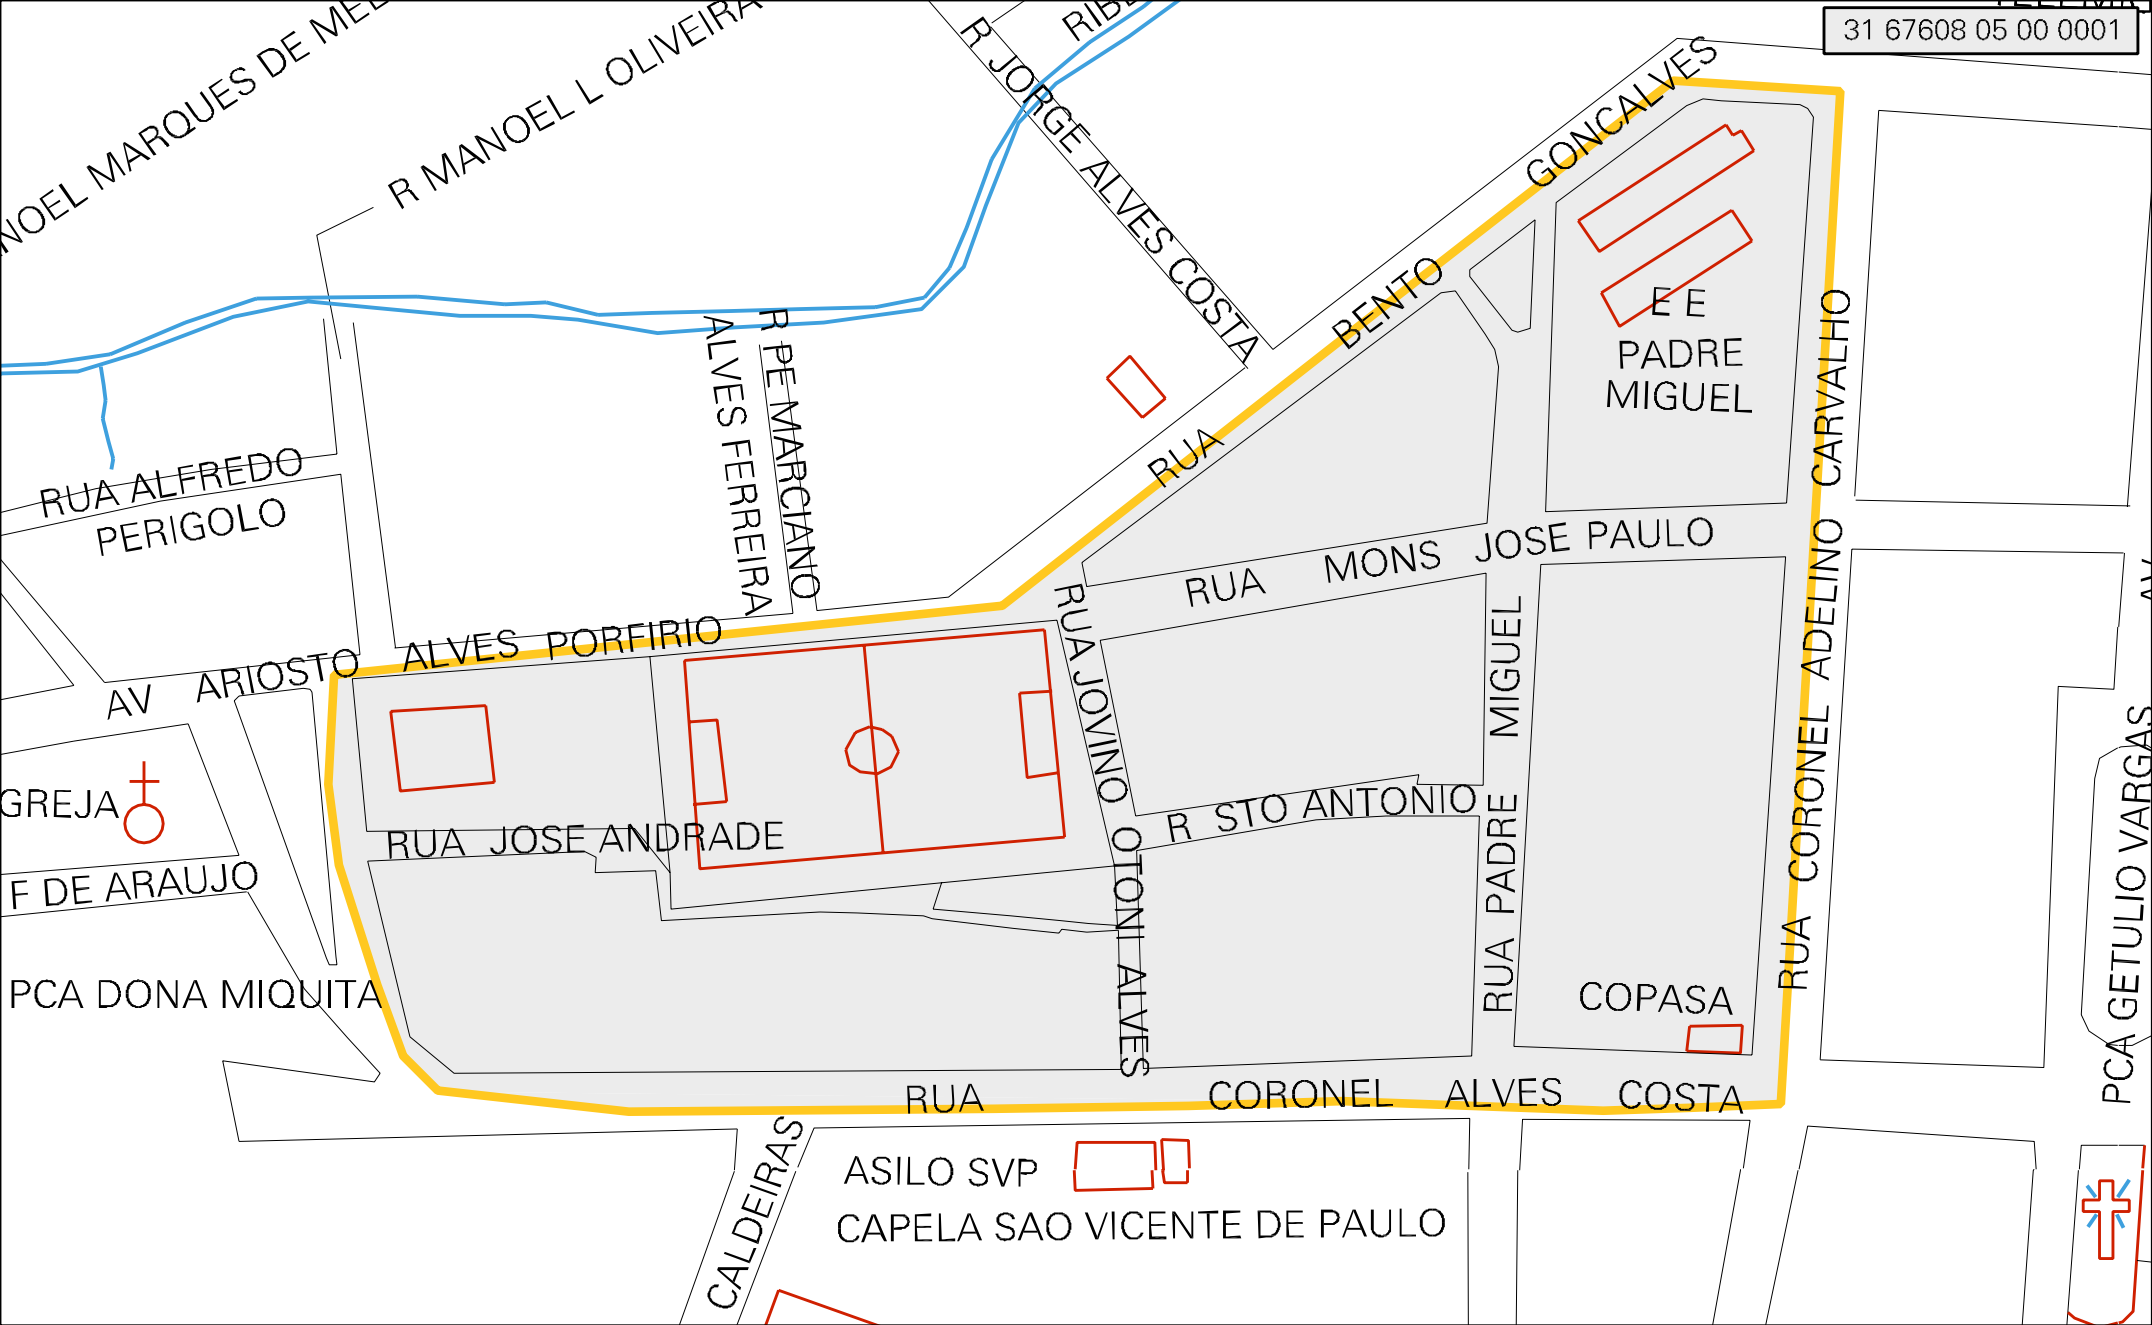 31 67608 05 00 0001
NOEL MARQUES DE MEL
R MANOEL L OLIVEIRA
R JORGE ALVES COSTA
RUA BENTO GONCALVES
E E
PADRE
MIGUEL
RUA ALFREDO
PERIGOLO
R PE MARCIANO
ALVES FERREIRA
RUA MONS JOSE PAULO
AV ARIOSTO ALVES PORFIRIO
RUA JOVINO OTONI ALVES
RUA PADRE MIGUEL
RUA CORONEL ADELINO CARVALHO
AV
PCA GETULIO VARGAS
GREJA
RUA JOSE ANDRADE
R STO ANTONIO
F DE ARAUJO
PCA DONA MIQUITA
COPASA
RUA CORONEL ALVES COSTA
CALDEIRAS
ASILO SVP
CAPELA SAO VICENTE DE PAULO